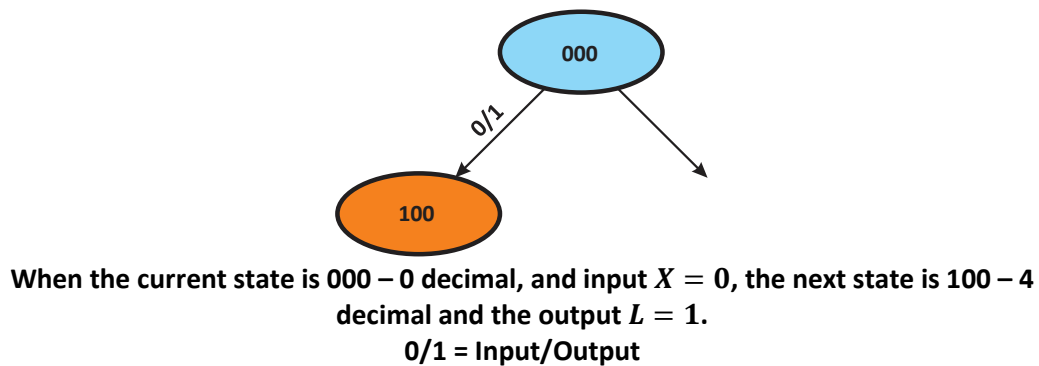 000
0/1
100
When the current state is 000 – 0 decimal, and input X = 0, the next state is 100 – 4
decimal and the output L = 1.
0/1 = Input/Output